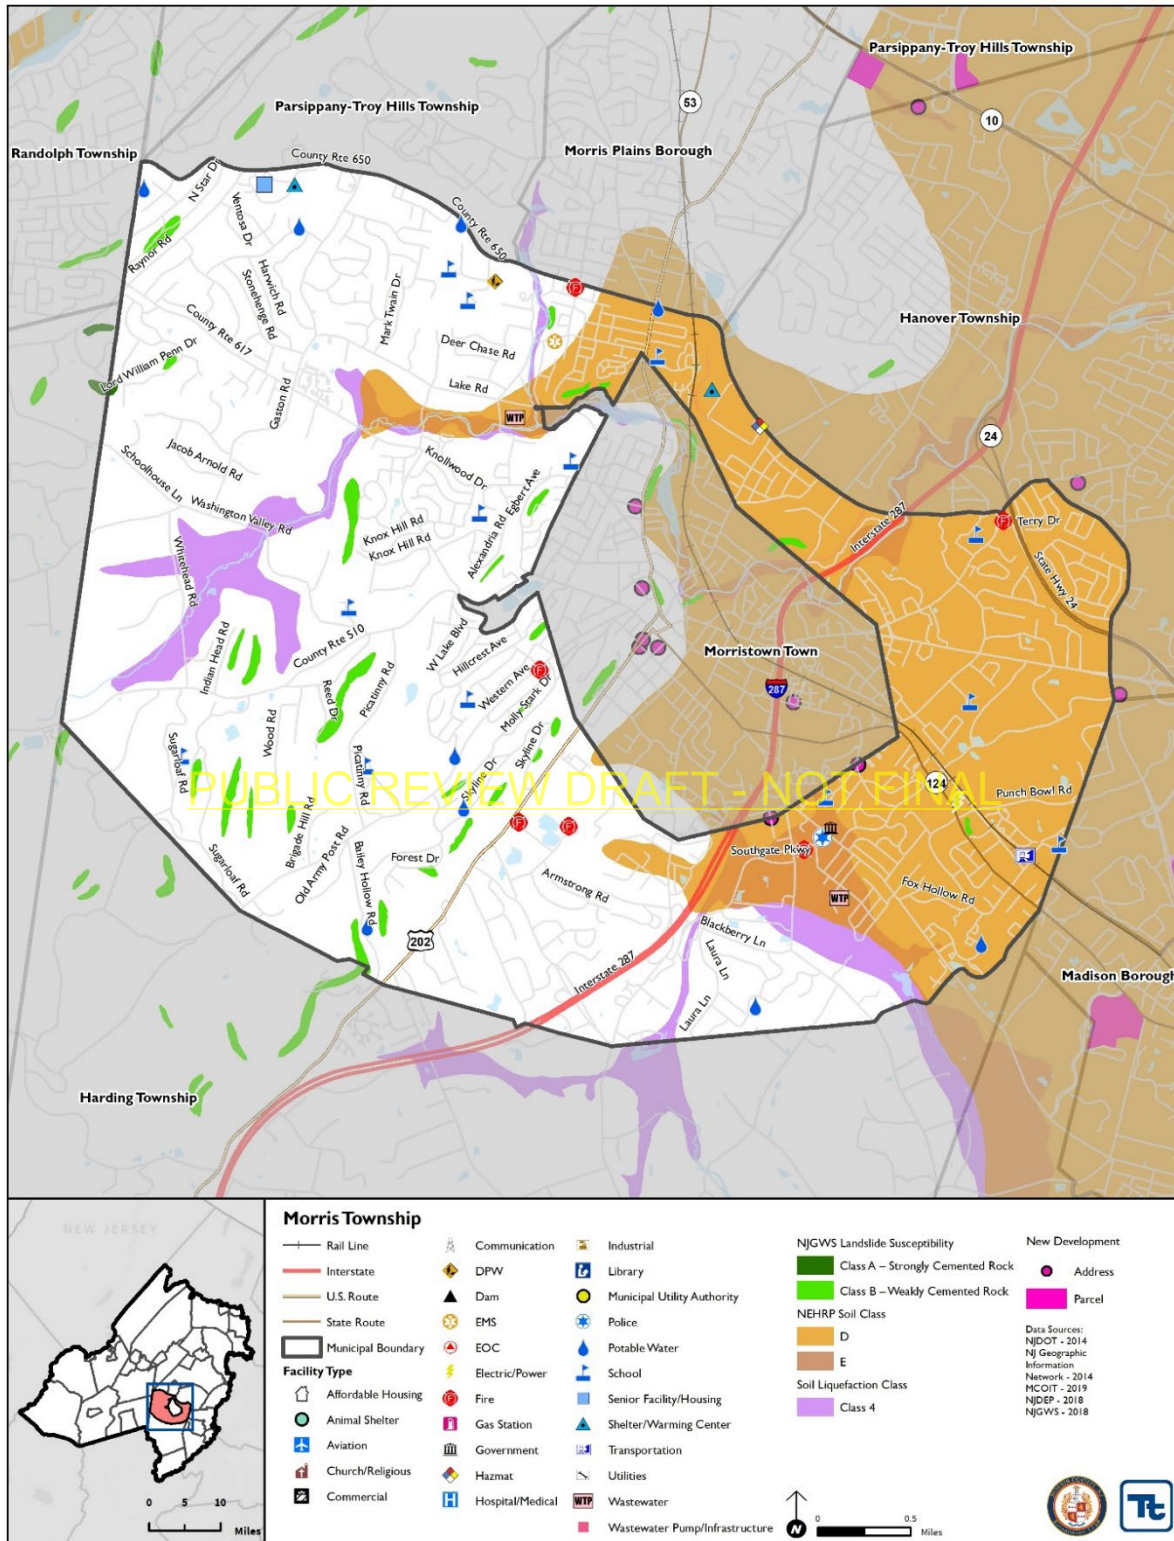 Parsippany-Troy Hills Township
53
10
Parsippany-Troy Hills Township
Randolph Township
County Rte 650
Morris Plains Borough
N Star Dr
Ventosa Dr
County Rte 650
Raynor Rd
Harwich Rd
Stonehenge Rd
Mark Twain Dr
County Rte 617
Hanover Township
Deer Chase Rd
Lord William Penn Dr
Lake Rd
Gaston Rd
WTP
24
Jacob Arnold Rd
Schoolhouse Ln
Knollwood Dr
Egbert Ave
Washington Valley Rd
Knox Hill Rd
Knox Hill Rd
Alexandria Rd
Interstate 287
Terry Dr
Whitehead Rd
State Hwy 24
County Rte 510
W Lake Blvd
Hillcrest Ave
Indian Head Rd
Morristown Town
287
Reed Dr
Picatinny Rd
Western Ave
Molly Stark Dr
Wood Rd
Skyline Dr
Sugarloaf Rd
Picatinny Rd
Skyline Dr
124
PUBLIC REVIEW DRAFT - NOT FINAL
Punch Bowl Rd
Brigade Hill Rd
Old Army Post Rd
Bailey Hollow Rd
Southgate Pkwy
Sugarloaf Rd
Forest Dr
Armstrong Rd
WTP
Fox Hollow Rd
202
Blackberry Ln
Interstate 287
Laura Ln
Madison Borough
Laura Ln
Harding Township
NEW JERSEY
0 5 10
Miles
Morris Township
Rail Line
Interstate
U.S. Route
State Route
Municipal Boundary
Facility Type
Affordable Housing
Animal Shelter
Aviation
Church/Religious
Commercial
Communication
DPW
Dam
EMS
EOC
Electric/Power
Fire
Gas Station
Government
Hazmat
Hospital/Medical
Industrial
Library
Municipal Utility Authority
Police
Potable Water
School
Senior Facility/Housing
Shelter/Warming Center
Transportation
Utilities
WTP Wastewater
Wastewater Pump/Infrastructure
NJGWS Landslide Susceptibility
Class A – Strongly Cemented Rock
Class B – Weakly Cemented Rock
NEHRP Soil Class
D
E
Soil Liquefaction Class
Class 4
New Development
Address
Parcel
Data Sources:
NJDOT - 2014
NJ Geographic
Information
Network - 2014
MCOIT - 2019
NJDEP - 2018
NJGWS - 2018
N
0 0.5
Miles
Tt